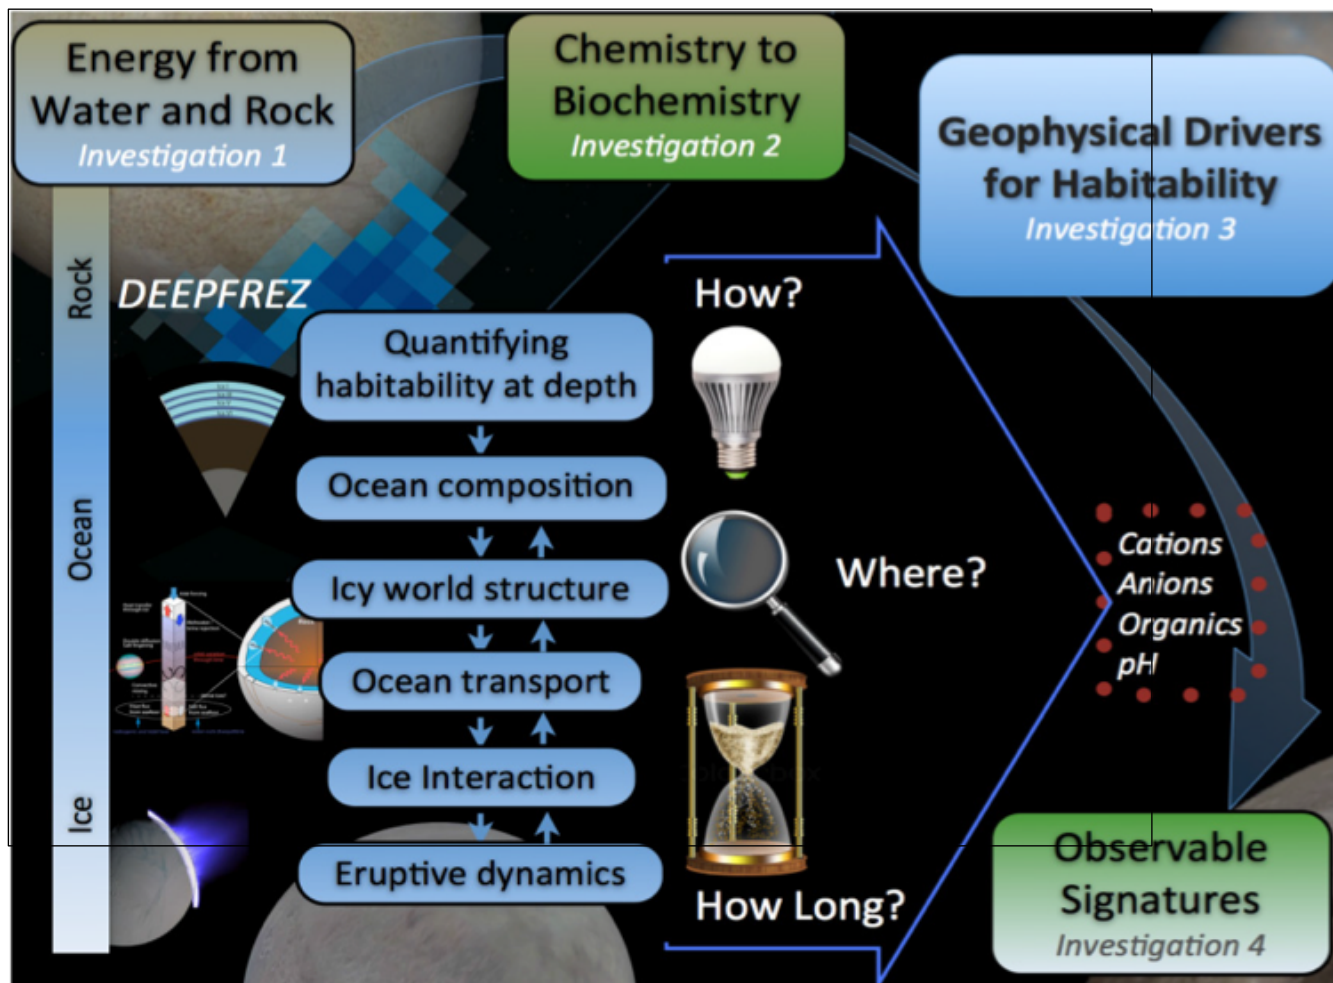 Energy from
Water and Rock
Investigation 1
Chemistry to
Biochemistry
Investigation 2
Geophysical Drivers
for Habitability
Investigation 3
Rock
Ocean
Ice
DEEPFREZ
Quantifying
habitability at depth
Ocean composition
Icy world structure
Ocean transport
Ice Interaction
Eruptive dynamics
How?
Where?
How Long?
Cations
Anions
Organics
pH
Observable
Signatures
Investigation 4